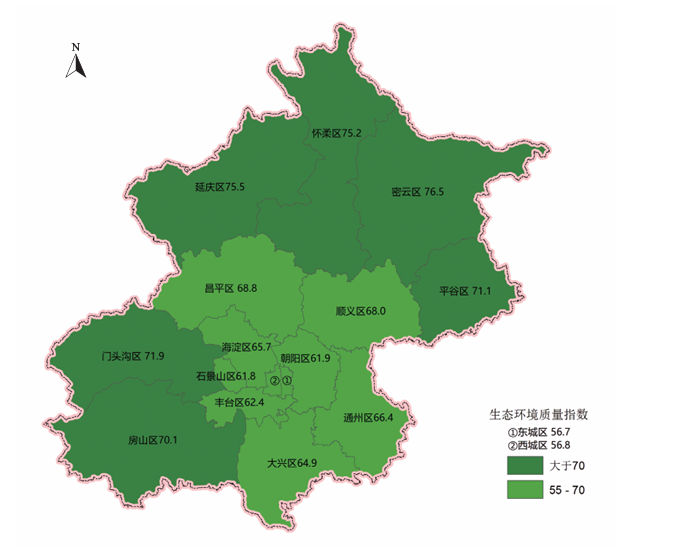 N
怀柔区75.2
延庆区75.5
密云区 76.5
昌平区 68.8
平谷区 71.1
顺义区68.0
海淀区65.7
门头沟区 71.9
朝阳区61.9
石景山区61.8
② ①
丰台区62.4
通州区66.4
房山区70.1
大兴区64.9
生态环境质量指数
①东城区 56.7
②西城区 56.8
大于70
55 - 70